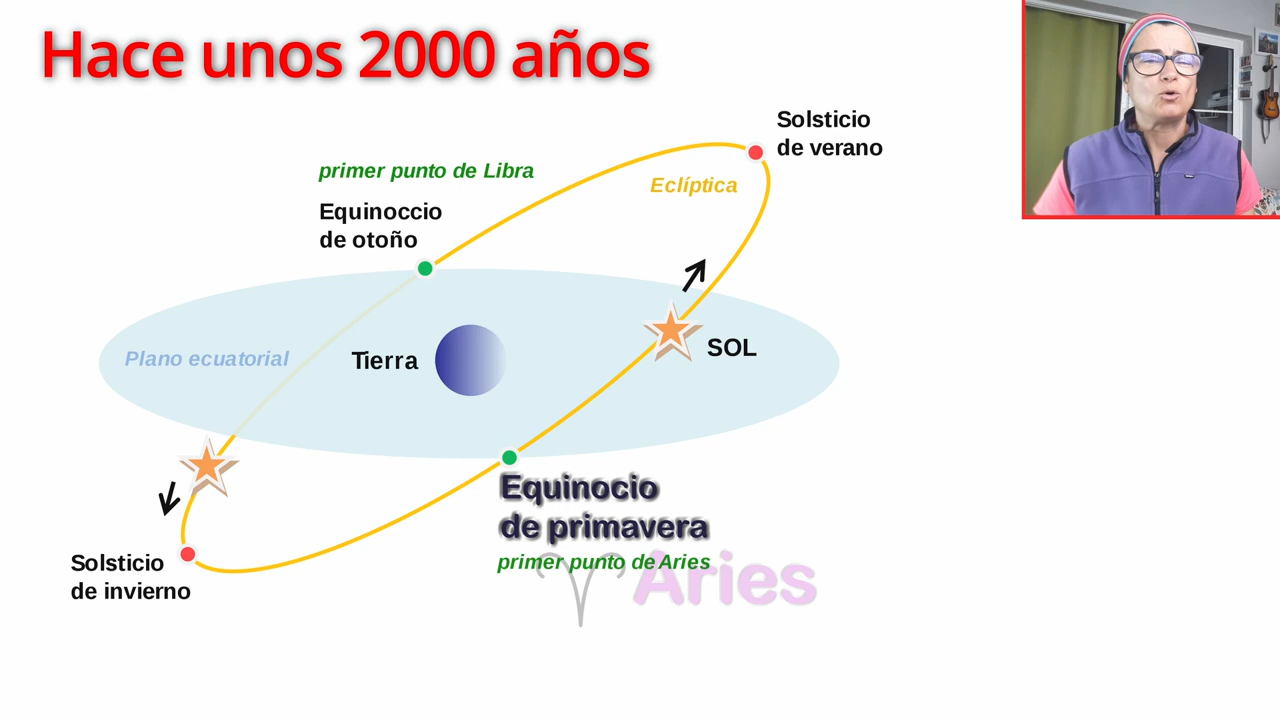 Hace unos 2000 años
Solsticio
de verano
primer punto de Libra
Eclíptica
Equinoccio
de otoño
Plano ecuatorial
Tierra
SOL
Equinocio
de primavera
primer punto de Aries
Aries
Solsticio
de invierno